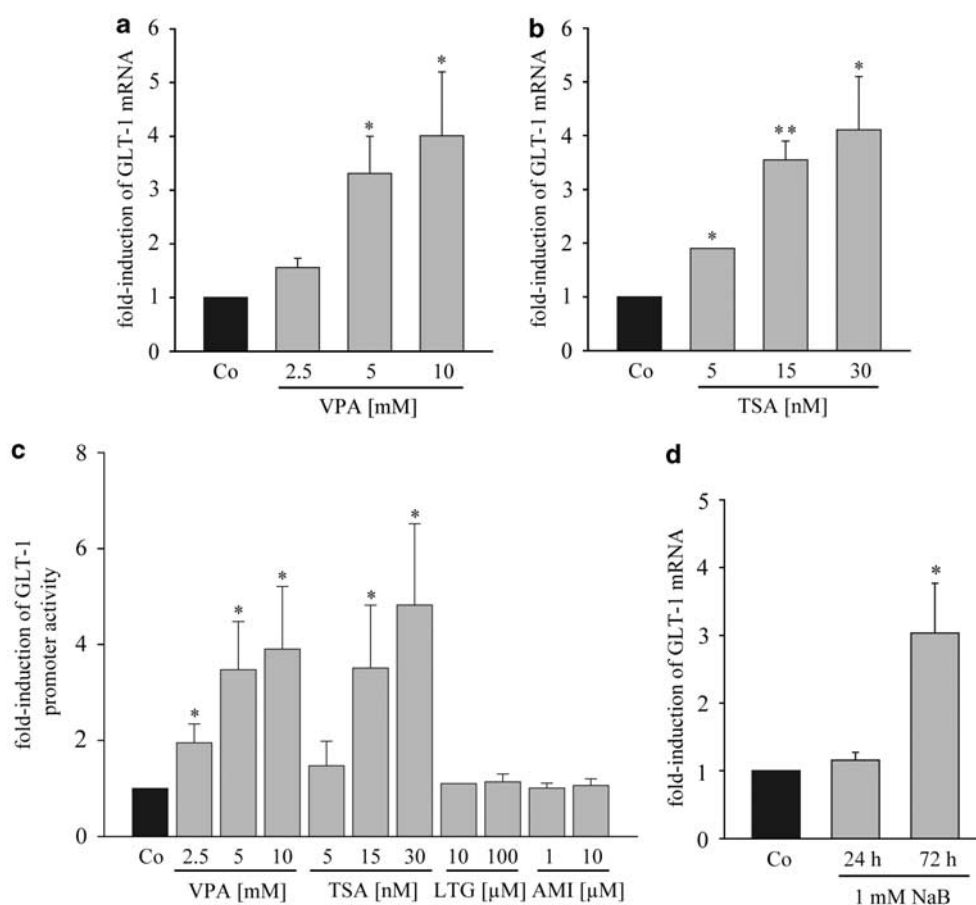 a
fold-induction of GLT-1 mRNA
6
5
4
3
2
1
0
*
*
Co
2.5
5
10
VPA [mM]
b
fold-induction of GLT-1 mRNA
6
5
4
3
2
1
0
*
**
*
Co
5
15
30
TSA [nM]
c
fold-induction of GLT-1
promoter activity
8
6
4
2
0
*
*
*
*
*
Co
2.5
5
10
5
15
30
10
100
1
10
VPA [mM]
TSA [nM]
LTG [µM]
AMI [µM]
d
fold-induction of GLT-1 mRNA
5
4
3
2
1
0
*
Co
24 h
72 h
1 mM NaB